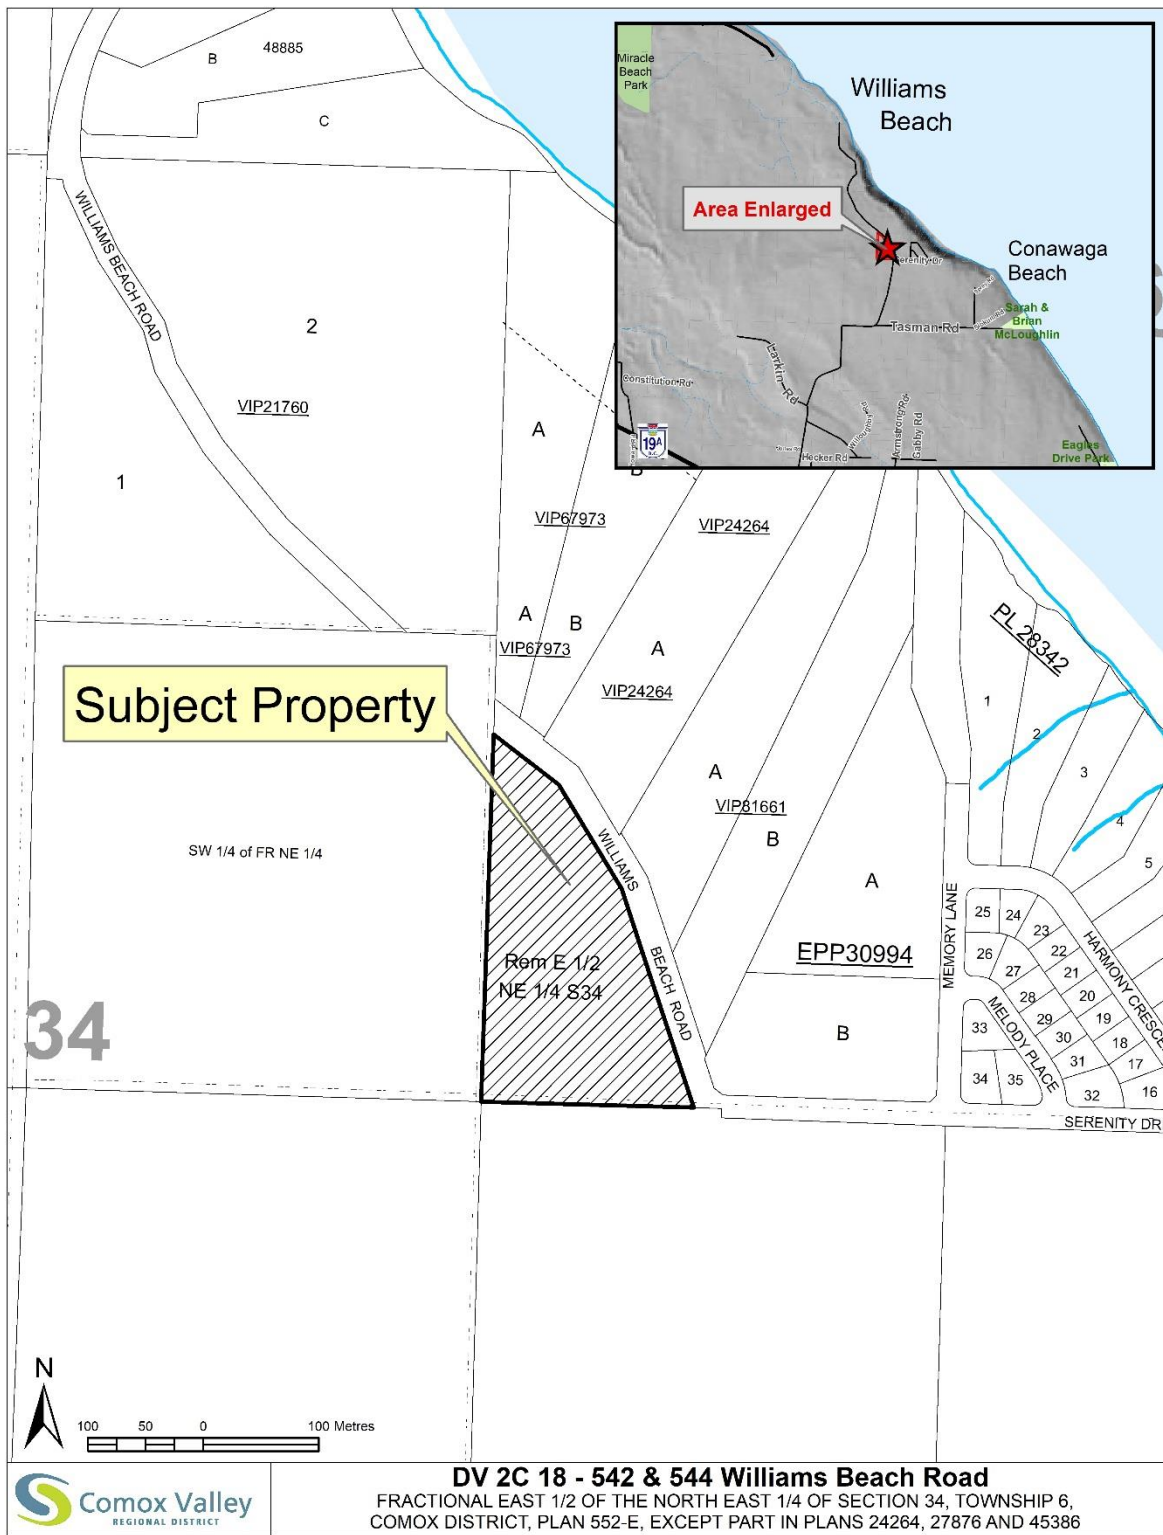 B
48885
C
WILLIAMS BEACH ROAD
2
VIP21760
1
Miracle
Beach
Park
Williams
Beach
Area Enlarged
Serenity Dr
Conawaga
Beach
Sarah &
Brian
McLoughlin
Tasman Rd
Larkin Rd
Constitution Rd
19A
B.C.
Hecker Rd
Armstrong Rd
Gabby Rd
Eagles
Drive Park
A
B
VIP67973
VIP24264
A
B
VIP67973
A
VIP24264
PL 28342
1
2
3
4
5
Subject Property
SW 1/4 of FR NE 1/4
A
VIP81661
B
A
EPP30994
B
WILLIAMS
BEACH ROAD
Rem E 1/2
NE 1/4 S34
34
MEMORY LANE
HARMONY CRESCE
MELODY PLACE
25
24
23
26
22
27
21
28
20
29
19
33
30
18
31
17
34
35
32
16
SERENITY DR
N
100 50 0 100 Metres
Comox Valley
REGIONAL DISTRICT
DV 2C 18 - 542 & 544 Williams Beach Road
FRACTIONAL EAST 1/2 OF THE NORTH EAST 1/4 OF SECTION 34, TOWNSHIP 6,
COMOX DISTRICT, PLAN 552-E, EXCEPT PART IN PLANS 24264, 27876 AND 45386